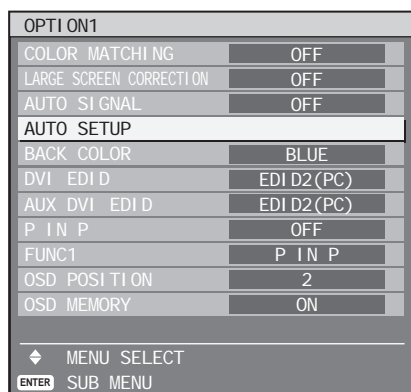 OPTION1
COLOR MATCHING OFF
LARGE SCREEN CORRECTION OFF
AUTO SIGNAL OFF
AUTO SETUP
BACK COLOR BLUE
DVI EDID EDID2(PC)
AUX DVI EDID EDID2(PC)
P IN P OFF
FUNC1 P IN P
OSD POSITION 2
OSD MEMORY ON
MENU SELECT
ENTER SUB MENU